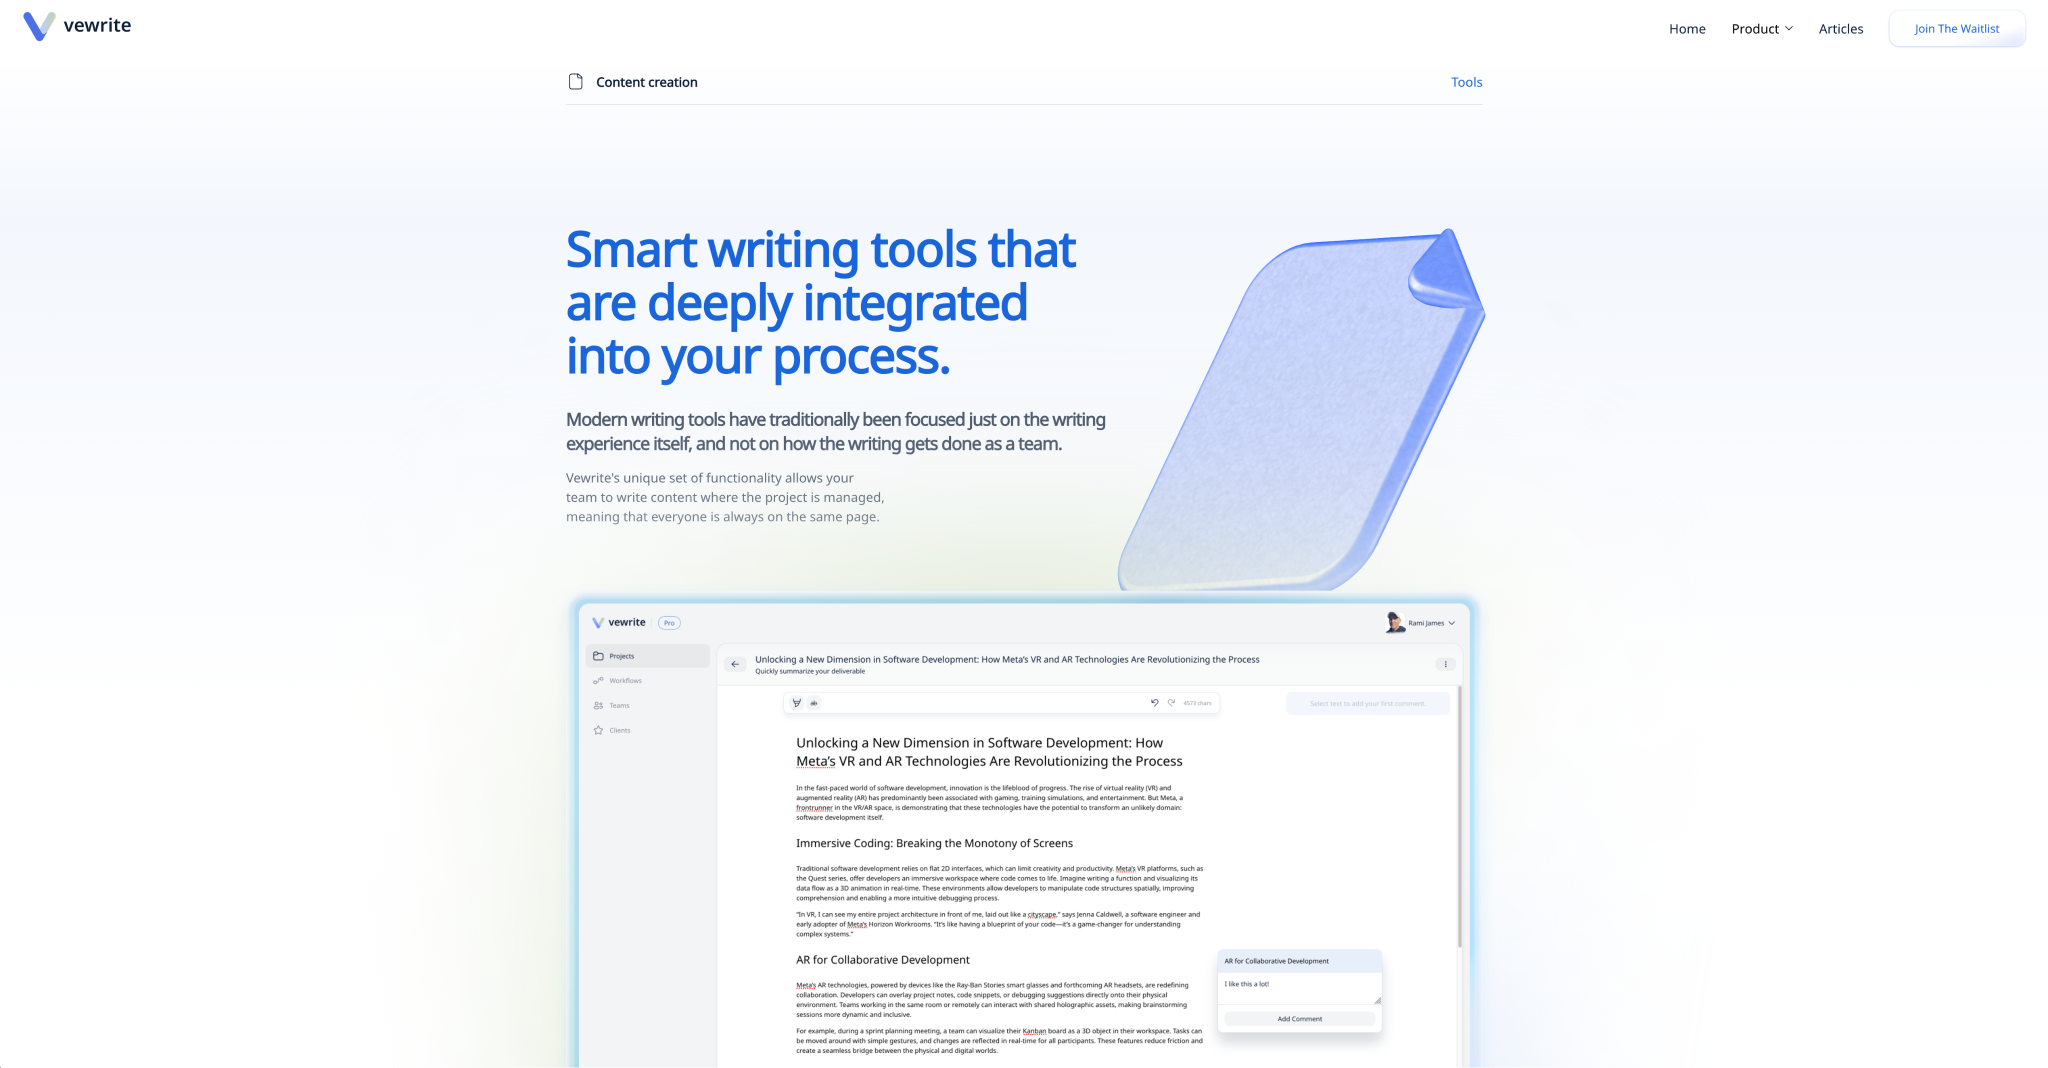 vewrite
Home
Product
Articles
Join The Waitlist
Content creation
Tools
Smart writing tools that
are deeply integrated
into your process.
Modern writing tools have traditionally been focused just on the writing
experience itself, and not on how the writing gets done as a team.
Vewrite's unique set of functionality allows your
team to write content where the project is managed,
meaning that everyone is always on the same page.
vewrite
Pro
Rami James
Projects
Workflows
Teams
Clients
Unlocking a New Dimension in Software Development: How Meta's VR and AR Technologies Are Revolutionizing the Process
Quickly summarize your deliverable
4573 chars
Select text to add your first comment.
Unlocking a New Dimension in Software Development: How
Meta's VR and AR Technologies Are Revolutionizing the Process
In the fast-paced world of software development, innovation is the lifeblood of progress. The rise of virtual reality (VR) and
augmented reality (AR) has predominantly been associated with gaming, training simulations, and entertainment. But Meta, a
frontrunner in the VR/AR space, is demonstrating that these technologies have the potential to transform an unlikely domain:
software development itself.
Immersive Coding: Breaking the Monotony of Screens
Traditional software development relies on flat 2D interfaces, which can limit creativity and productivity. Meta's VR platforms, such as
the Quest series, offer developers an immersive workspace where code comes to life. Imagine writing a function and visualizing its
data flow as a 3D animation in real-time. These environments allow developers to manipulate code structures spatially, improving
comprehension and enabling a more intuitive debugging process.
"In VR, I can see my entire project architecture in front of me, laid out like a cityscape," says Jenna Caldwell, a software engineer and
early adopter of Meta's Horizon Workrooms. "It's like having a blueprint of your code—it's a game-changer for understanding
complex systems."
AR for Collaborative Development
Meta's AR technologies, powered by devices like the Ray-Ban Stories smart glasses and forthcoming AR headsets, are redefining
collaboration. Developers can overlay project notes, code snippets, or debugging suggestions directly onto their physical
environment. Teams working in the same room or remotely can interact with shared holographic assets, making brainstorming
sessions more dynamic and inclusive.
For example, during a sprint planning meeting, a team can visualize their Kanban board as a 3D object in their workspace. Tasks can
be moved around with simple gestures, and changes are reflected in real-time for all participants. These features reduce friction and
create a seamless bridge between the physical and digital worlds.
AR for Collaborative Development
I like this a lot!
Add Comment